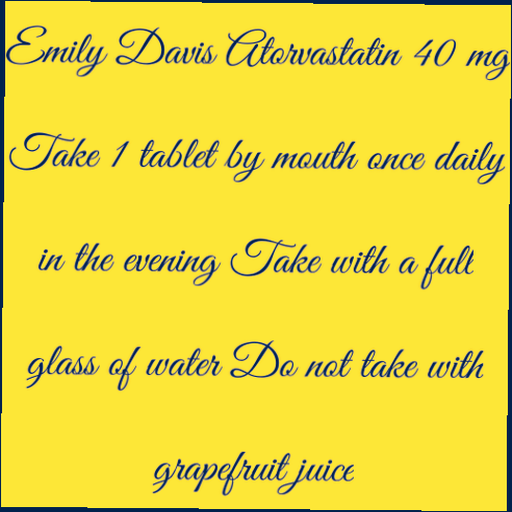 Emily Davis Atorvastatin 40 mg
Take 1 tablet by mouth once daily
in the evening Take with a full
glass of water Do not take with
grapefruit juice